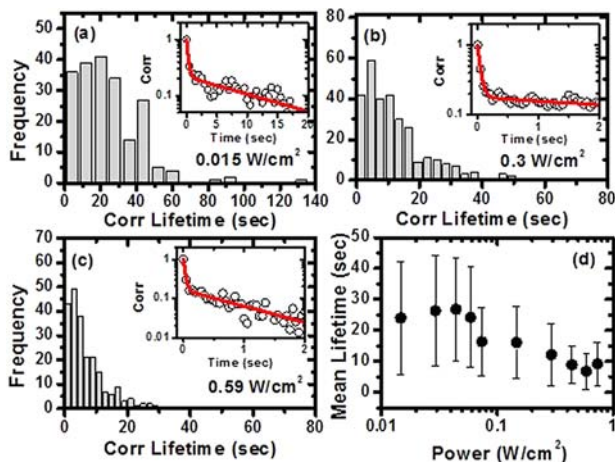 (a)
50
40
30
20
10
0
Frequency
0 20 40 60 80 100 120 140
Corr Lifetime (sec)
1
0.1
Corr
0 5 10 15 20
Time (sec)
0.015 W/cm²
(b)
80
60
40
20
0
0 20 40 60 80
Corr Lifetime (sec)
1
0.1
Corr
0 1 2
Time (sec)
0.3 W/cm²
(c)
70
60
50
40
30
20
10
0
Frequency
0 20 40 60 80
Corr Lifetime (sec)
1
0.1
0.01
Corr
0 1 2
Time (sec)
0.59 W/cm²
(d)
50
40
30
20
10
0
Mean Lifetime (sec)
0.1 1
Power (W/cm²)